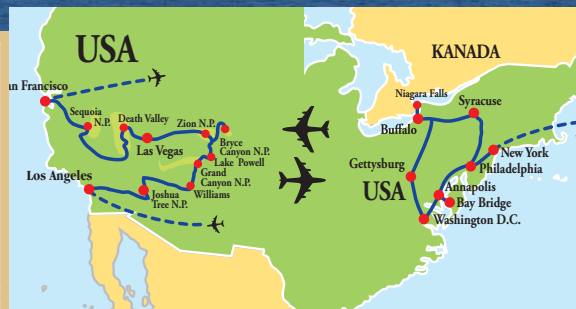 USA
an Francisco
Sequoia
N.P.
Death Valley
Las Vegas
Zion N.P.
Bryce
Canyon N.P.
Lake Powell
Grand
Canyon N.P.
Los Angeles
Joshua
Tree N.P.
Williams
KANADA
Niagara Falls
Buffalo
Syracuse
New York
Philadelphia
Gettysburg
USA
Annapolis
Bay Bridge
Washington D.C.